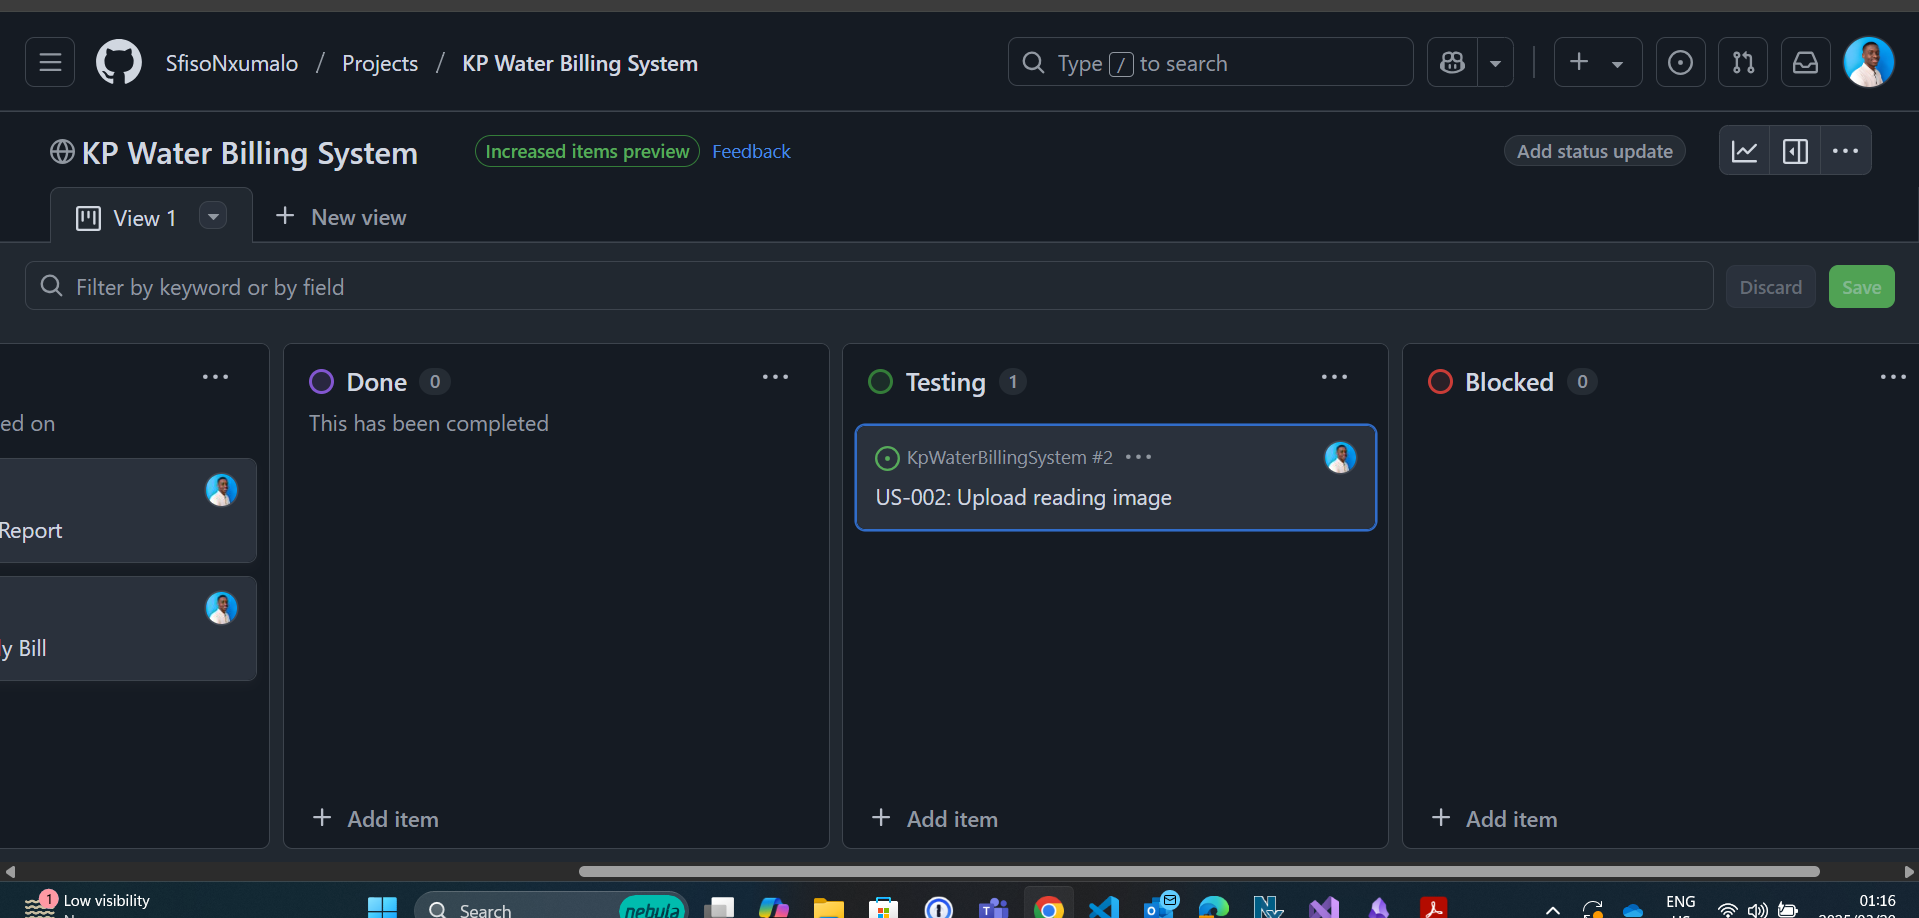 SfisoNxumalo / Projects / KP Water Billing System
Type / to search
KP Water Billing System
Increased items preview
Feedback
Add status update
View 1
New view
Filter by keyword or by field
Discard
Save
ed on
Report
y Bill
Done 0
This has been completed
Add item
Testing 1
KpWaterBillingSystem #2
US-002: Upload reading image
Add item
Blocked 0
Add item
1
Low visibility
Search
nebula
ENG
01:16